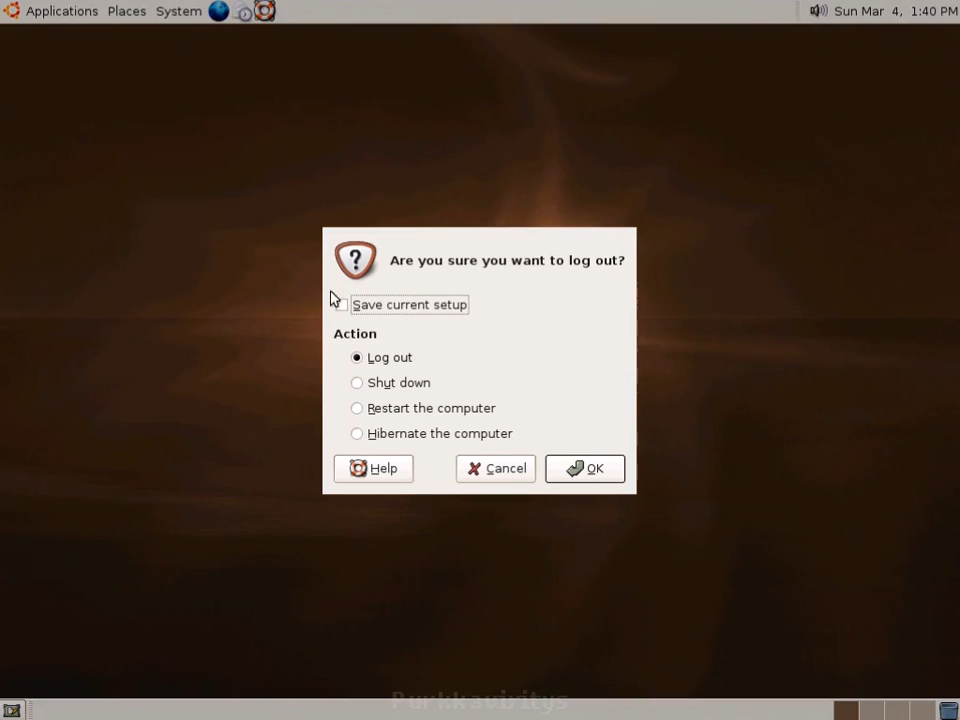 Applications Places System Sun Mar 4, 1:40 PM
Are you sure you want to log out?
Save current setup
Action
Log out
Shut down
Restart the computer
Hibernate the computer
Help Cancel OK
Purkkaviritys